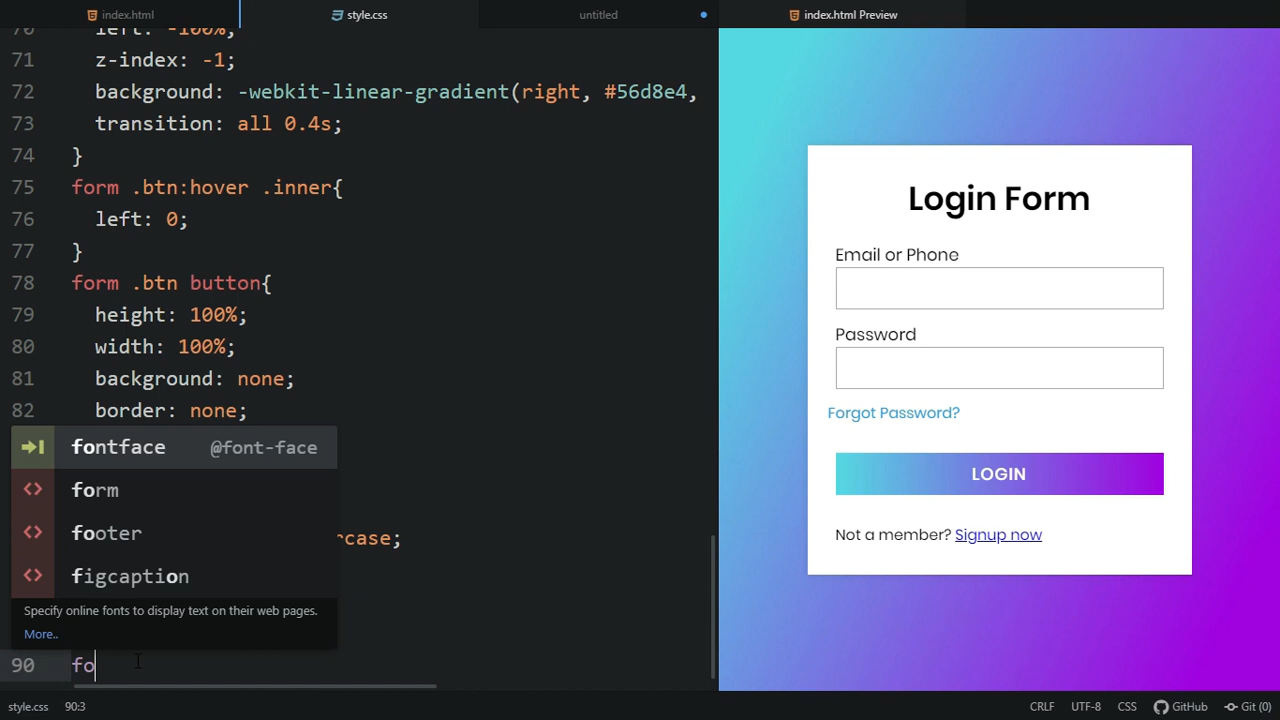 index.html
style.css
untitled
index.html Preview
70 left: -100%;
71 z-index: -1;
72 background: -webkit-linear-gradient(right, #56d8e4,
73 transition: all 0.4s;
74 }
75 form .btn:hover .inner{
76 left: 0;
77 }
78 form .btn button{
79 height: 100%;
80 width: 100%;
81 background: none;
82 border: none;
fontface @font-face
form
footer
rcase;
figcaption
Specify online fonts to display text on their web pages.
More..
90 fo
Login Form
Email or Phone
Password
Forgot Password?
LOGIN
Not a member? Signup now
style.css 90:3
CRLF UTF-8 CSS GitHub Git (0)